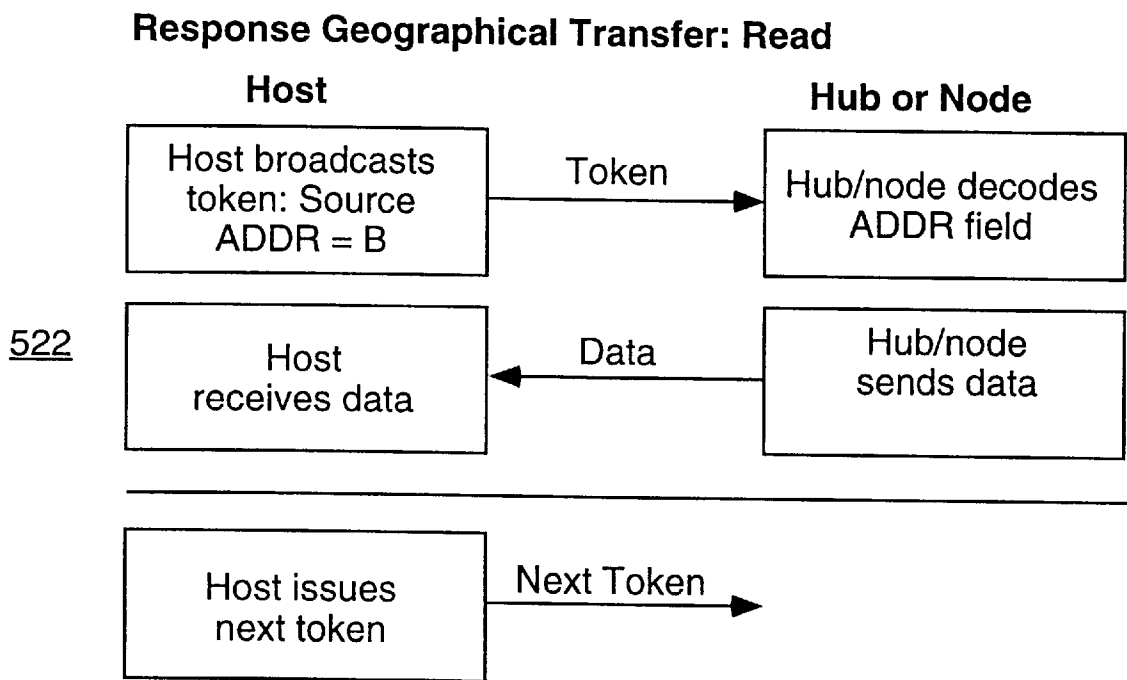 Response Geographical Transfer: Read
Host
Hub or Node
Host broadcasts
token: Source
ADDR = B
Token
Hub/node decodes
ADDR field
522
Host
receives data
Data
Hub/node
sends data
Host issues
next token
Next Token